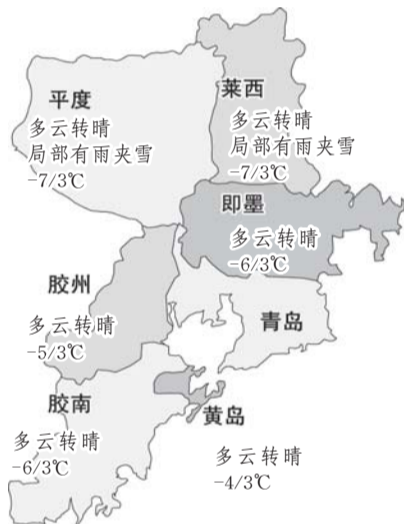 平度
多云转晴
局部有雨夹雪
-7/3℃
莱西
多云转晴
局部有雨夹雪
-7/3℃
即墨
多云转晴
-6/3℃
胶州
多云转晴
-5/3℃
青岛
胶南
多云转晴
-6/3℃
黄岛
多云转晴
-4/3℃